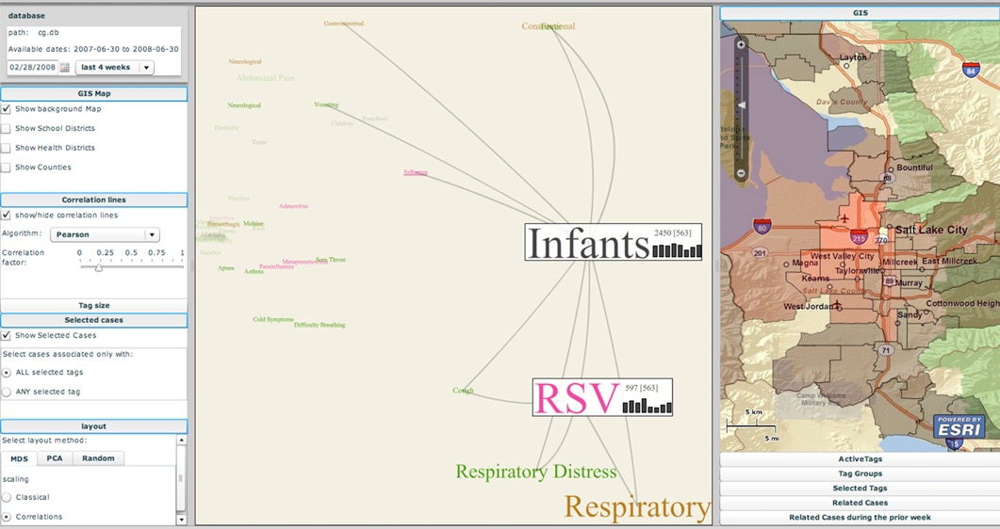 database
path: cg.db
Available dates: 2007-06-30 to 2008-06-30
02/28/2008 last 4 weeks
GIS Map
Show background Map
Show School Districts
Show Health Districts
Show Counties
Correlation lines
show/hide correlation lines
Algorithm: Pearson
Correlation factor:
0 0.25 0.5 0.75 1
Tag size
Selected cases
Show Selected Cases
Select cases associated only with:
ALL selected tags
ANY selected tag
layout
Select layout method:
MDS PCA Random
scaling
Classical
Correlations
Gastrointestinal
Neurological
Abdominal Pain
Neurological
Vomiting
Children
Preschool
Influenza
Diarrhea
Adenovirus
Hemorrhagic
Malaise
Infants 2450 [563]
Sore Throat
Metapneumovirus
Parainfluenza
Apnea
Asthma
Cold Symptoms
Difficulty Breathing
Cough
RSV 597 [563]
Respiratory Distress
Respiratory
GIS
Layton
84
Davis County
Bountiful
68
80
215
Salt Lake City
270
201
West Valley City
Magna
Millcreek
East Millcreek
Taylorsville
Kearns
89
Murray
Salt Lake County
West Jordan
Cottonwood Heigh
Sandy
71
Camp Williams
Military Res
5 km
5 mi
POWERED BY
ESRI
15
ActiveTags
Tag Groups
Selected Tags
Related Cases
Related Cases during the prior week